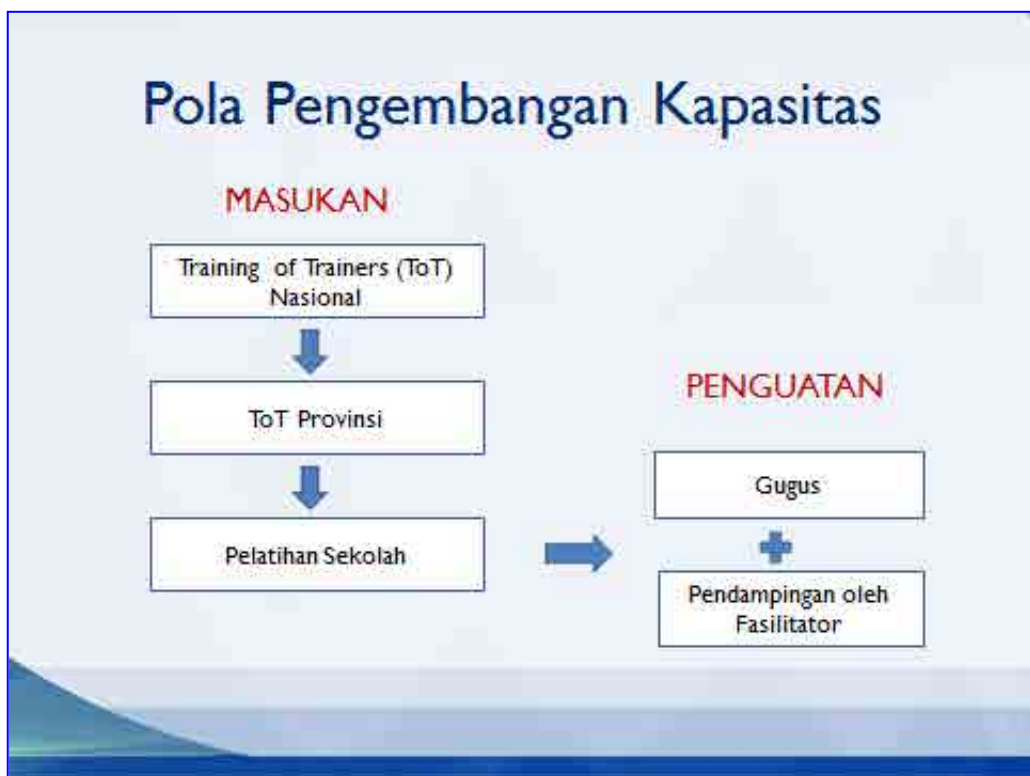 Pola Pengembangan Kapasitas
MASUKAN
Training of Trainers (ToT)
Nasional
ToT Provinsi
Pelatihan Sekolah
PENGUATAN
Gugus
Pendampingan oleh
Fasilitator